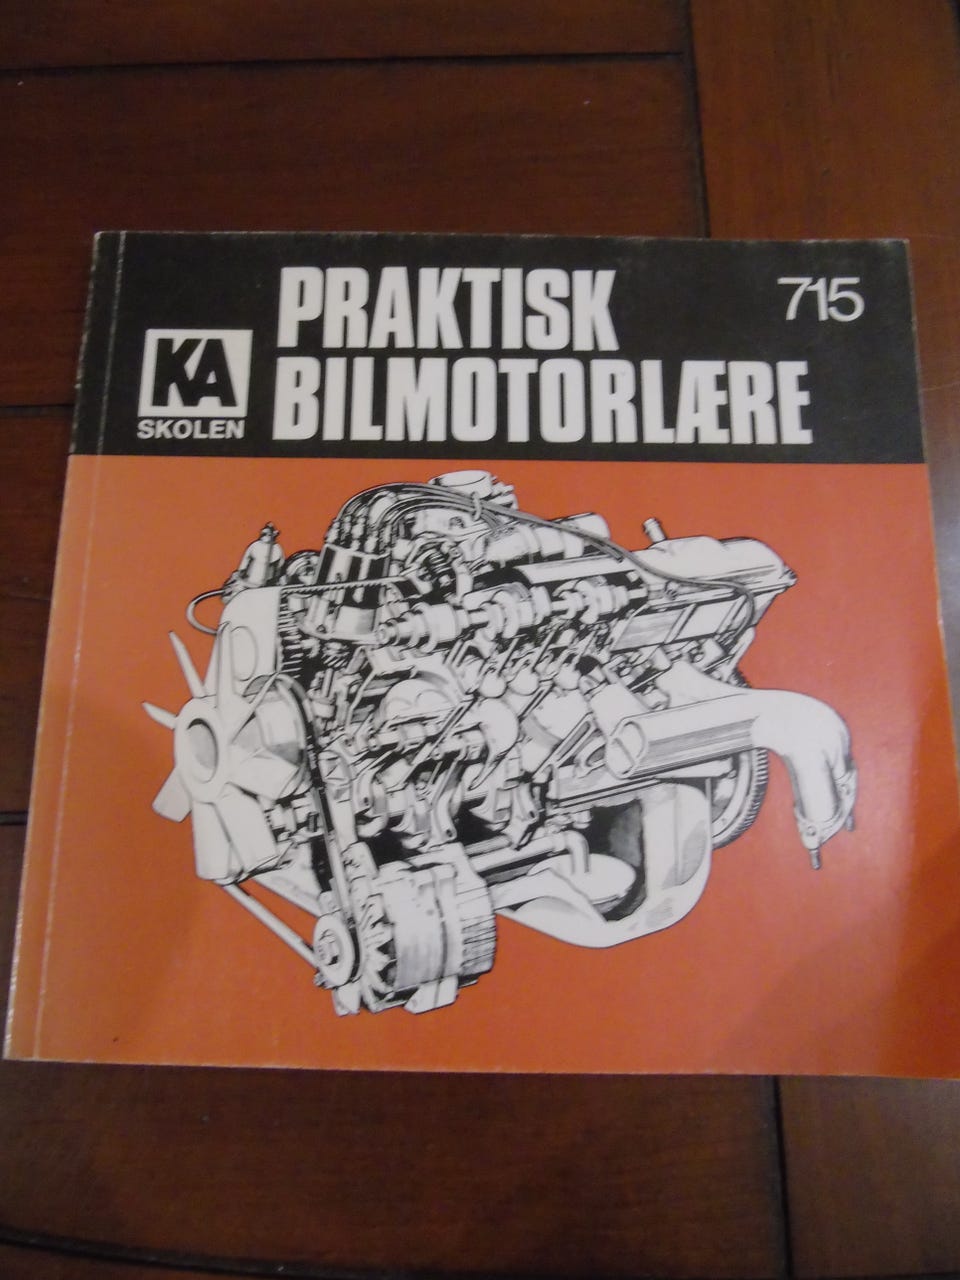 PRAKTISK
BILMOTORLÆRE
715
KA
SKOLEN